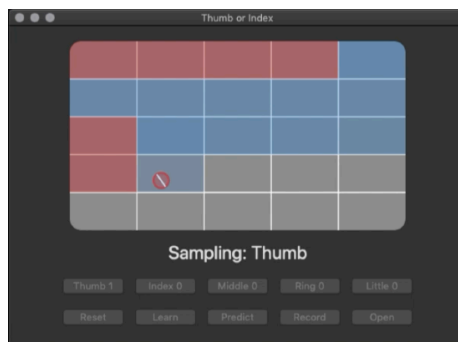 Thumb or Index
Sampling: Thumb
Thumb 1 Index 0 Middle 0 Ring 0 Little 0
Reset Learn Predict Record Open